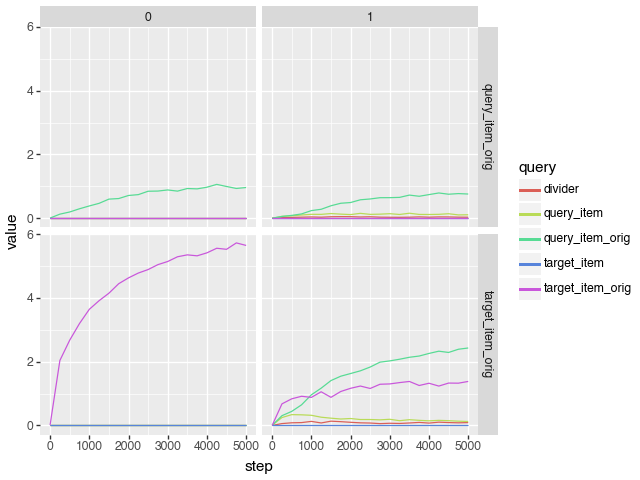 0 1
6
4
2
0
query_item_orig
6
4
2
0
target_item_orig
value
0 1000 2000 3000 4000 5000 0 1000 2000 3000 4000 5000
step
query
divider
query_item
query_item_orig
target_item
target_item_orig